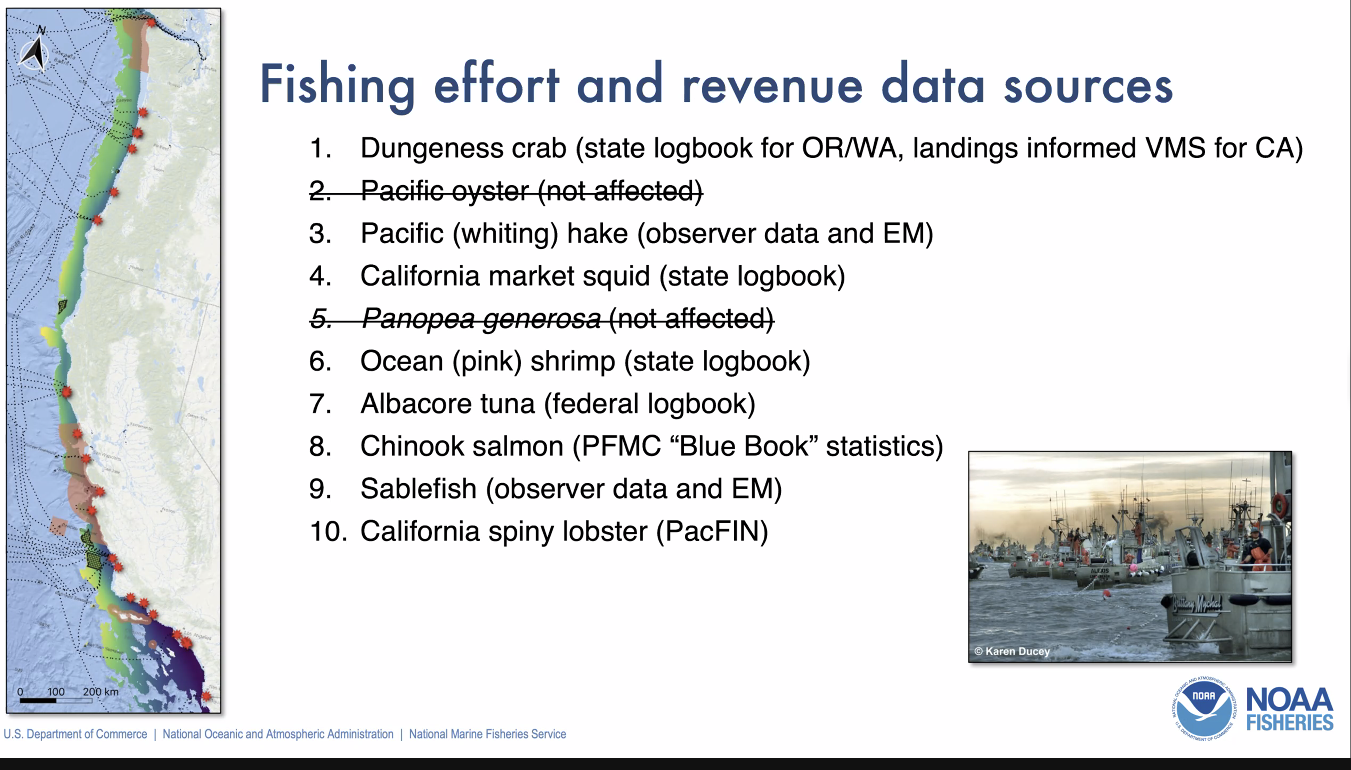 N
Fishing effort and revenue data sources
1. Dungeness crab (state logbook for OR/WA, landings informed VMS for CA)
2. Pacific oyster (not affected)
3. Pacific (whiting) hake (observer data and EM)
4. California market squid (state logbook)
5. Panopea generosa (not affected)
6. Ocean (pink) shrimp (state logbook)
7. Albacore tuna (federal logbook)
8. Chinook salmon (PFMC “Blue Book” statistics)
9. Sablefish (observer data and EM)
10. California spiny lobster (PacFIN)
© Karen Ducey
0 100 200 km
NOAA
NOAA
FISHERIES
U.S. Department of Commerce | National Oceanic and Atmospheric Administration | National Marine Fisheries Service